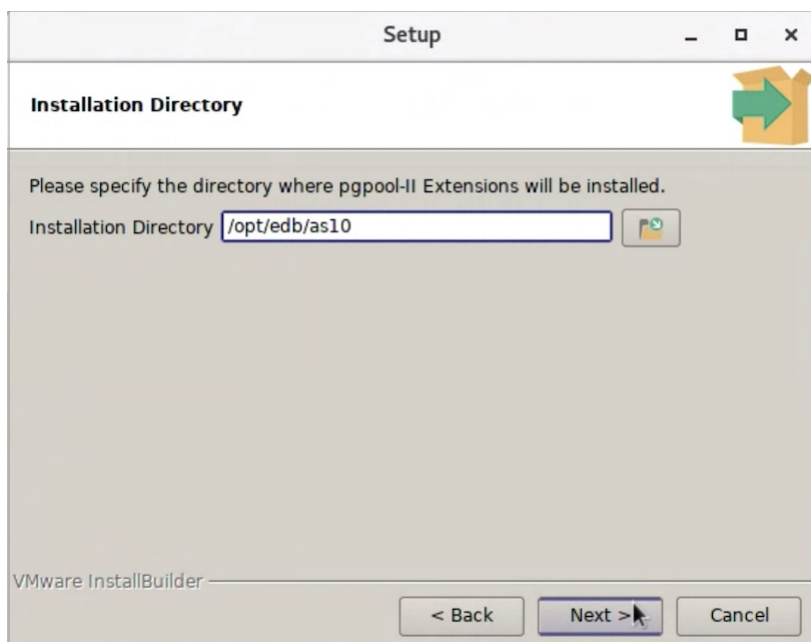 Setup
Installation Directory
Please specify the directory where pgpool-II Extensions will be installed.
Installation Directory /opt/edb/as10
VMware InstallBuilder
< Back Next > Cancel